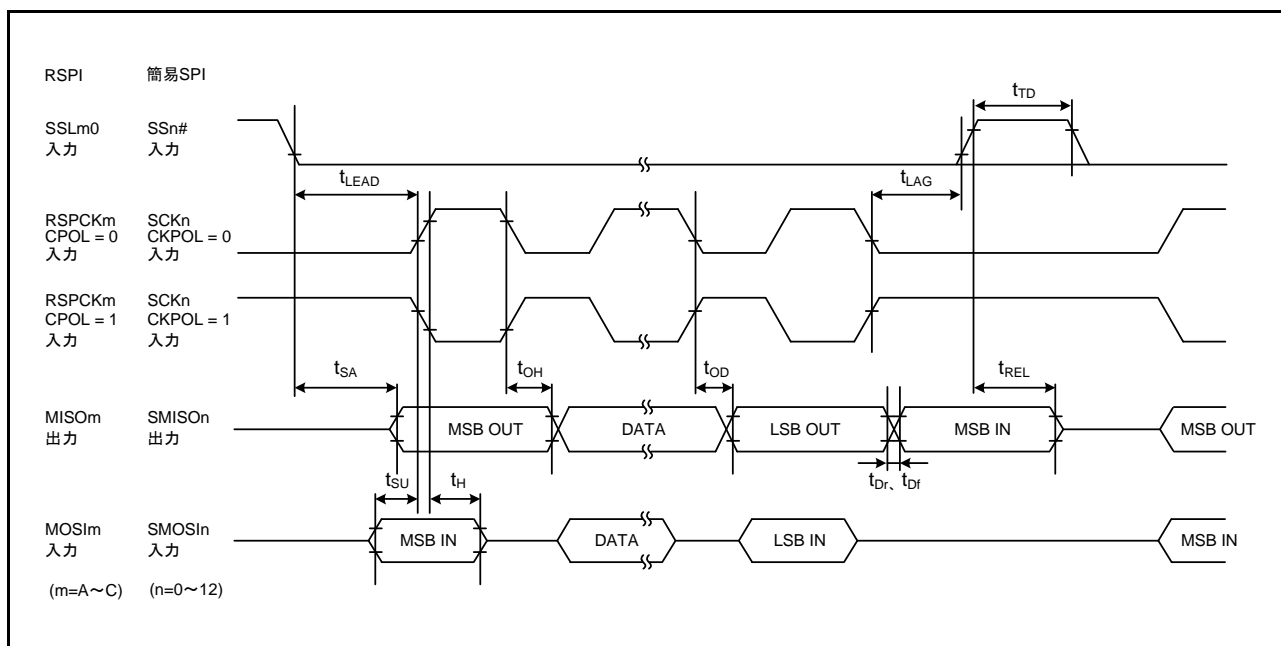 RSPI 簡易SPI
tTD
SSLm0 SSn#
入力 入力
tLEAD tLAG
RSPCKm SCKn
CPOL = 0 CKPOL = 0
入力 入力
RSPCKm SCKn
CPOL = 1 CKPOL = 1
入力 入力
tSA tOH tOD tREL
MISOm SMISOn MSB OUT DATA LSB OUT MSB IN MSB OUT
出力 出力
tSU tH tDr、tDf
MOSIm SMOSIn MSB IN DATA LSB IN MSB IN
入力 入力
(m=A～C) (n=0～12)